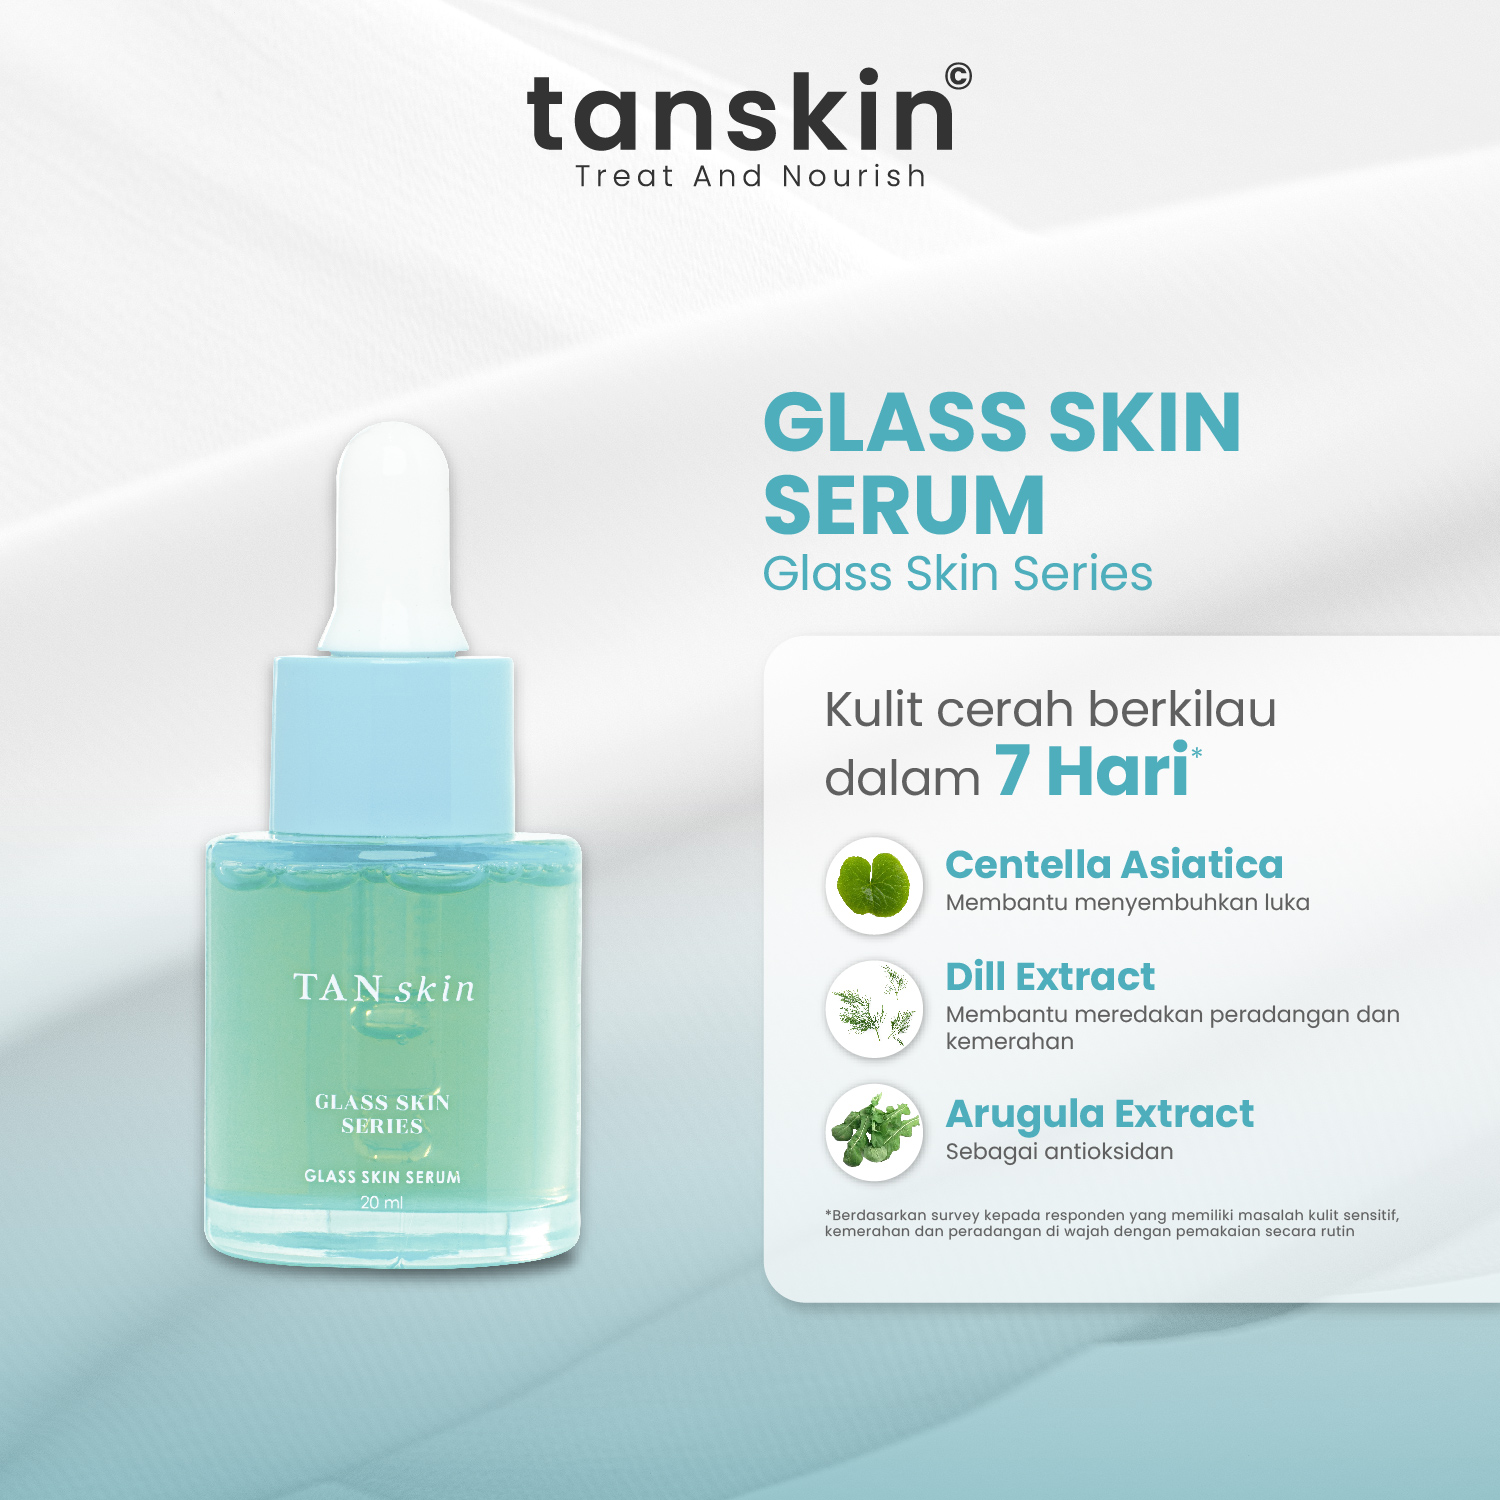 tanskin©
Treat And Nourish
GLASS SKIN
SERUM
Glass Skin Series
Kulit cerah berkilau
dalam 7 Hari*
Centella Asiatica
Membantu menyembuhkan luka
Dill Extract
Membantu meredakan peradangan dan
kemerahan
Arugula Extract
Sebagai antioksidan
*Berdasarkan survey kepada responden yang memiliki masalah kulit sensitif,
kemerahan dan peradangan di wajah dengan pemakaian secara rutin
TAN skin
GLASS SKIN
SERIES
GLASS SKIN SERUM
20 ml